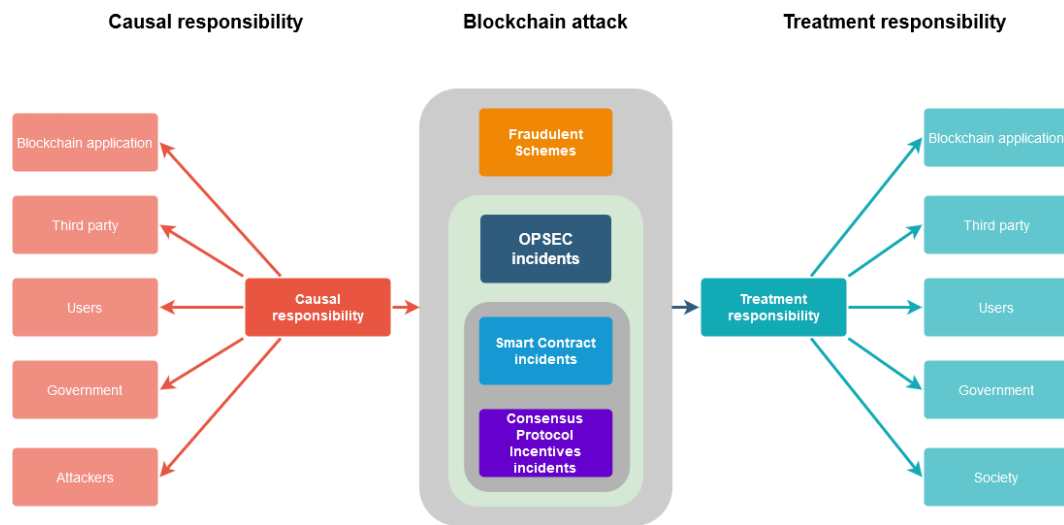 Causal responsibility
Blockchain attack
Treatment responsibility
Blockchain application
Third party
Users
Government
Attackers
Causal
responsibility
Fraudulent
Schemes
OPSEC
incidents
Smart Contract
incidents
Consensus
Protocol
Incentives
incidents
Treatment
responsibility
Blockchain application
Third party
Users
Government
Society